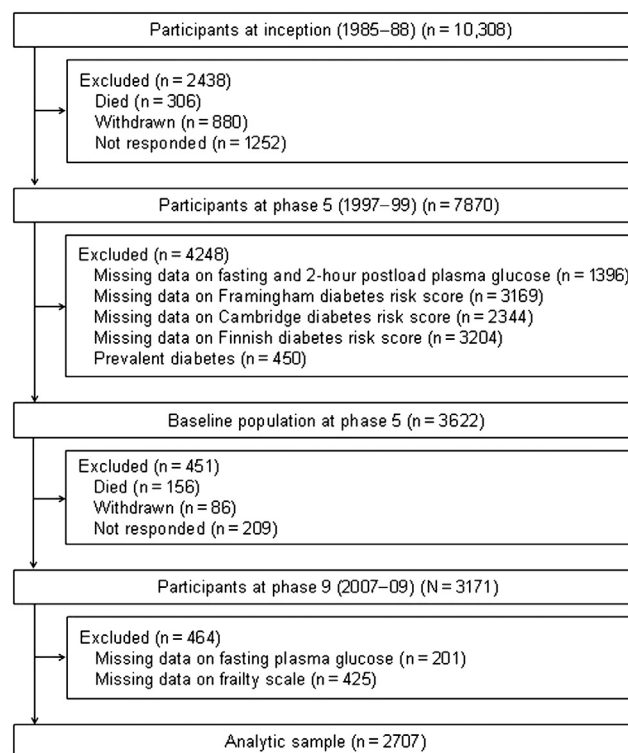 Participants at inception (1985–88) (n = 10,308)
Excluded (n = 2438)
Died (n = 306)
Withdrawn (n = 880)
Not responded (n = 1252)
Participants at phase 5 (1997–99) (n = 7870)
Excluded (n = 4248)
Missing data on fasting and 2-hour postload plasma glucose (n = 1396)
Missing data on Framingham diabetes risk score (n = 3169)
Missing data on Cambridge diabetes risk score (n = 2344)
Missing data on Finnish diabetes risk score (n = 3204)
Prevalent diabetes (n = 450)
Baseline population at phase 5 (n = 3622)
Excluded (n = 451)
Died (n = 156)
Withdrawn (n = 86)
Not responded (n = 209)
Participants at phase 9 (2007–09) (N = 3171)
Excluded (n = 464)
Missing data on fasting plasma glucose (n = 201)
Missing data on frailty scale (n = 425)
Analytic sample (n = 2707)